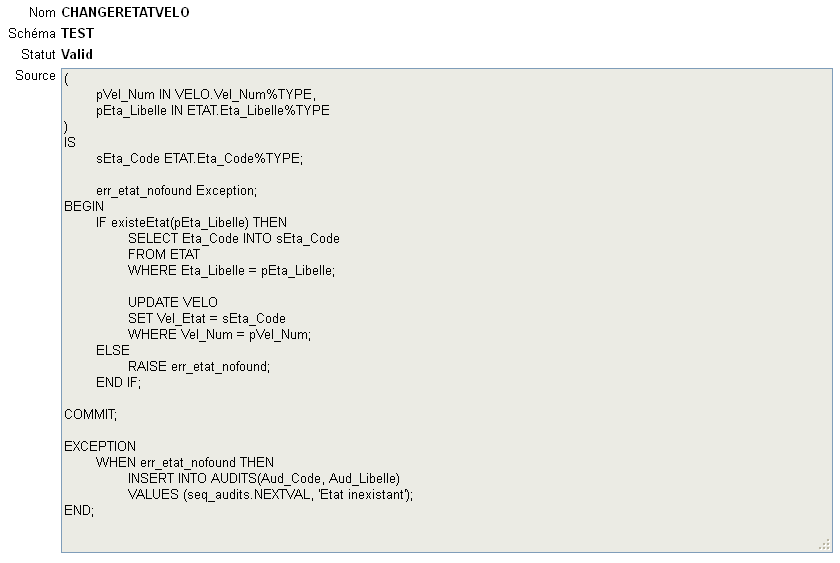 Nom CHANGERETATVELO
Schéma TEST
Statut Valid
Source (
pVel_Num IN VELO.Vel_Num%TYPE,
pEta_Libelle IN ETAT.Eta_Libelle%TYPE
)
IS
sEta_Code ETAT.Eta_Code%TYPE;
err_etat_nofound Exception;
BEGIN
IF existeEtat(pEta_Libelle) THEN
SELECT Eta_Code INTO sEta_Code
FROM ETAT
WHERE Eta_Libelle = pEta_Libelle;
UPDATE VELO
SET Vel_Etat = sEta_Code
WHERE Vel_Num = pVel_Num;
ELSE
RAISE err_etat_nofound;
END IF;
COMMIT;
EXCEPTION
WHEN err_etat_nofound THEN
INSERT INTO AUDITS(Aud_Code, Aud_Libelle)
VALUES (seq_audits.NEXTVAL, 'Etat inexistant');
END;